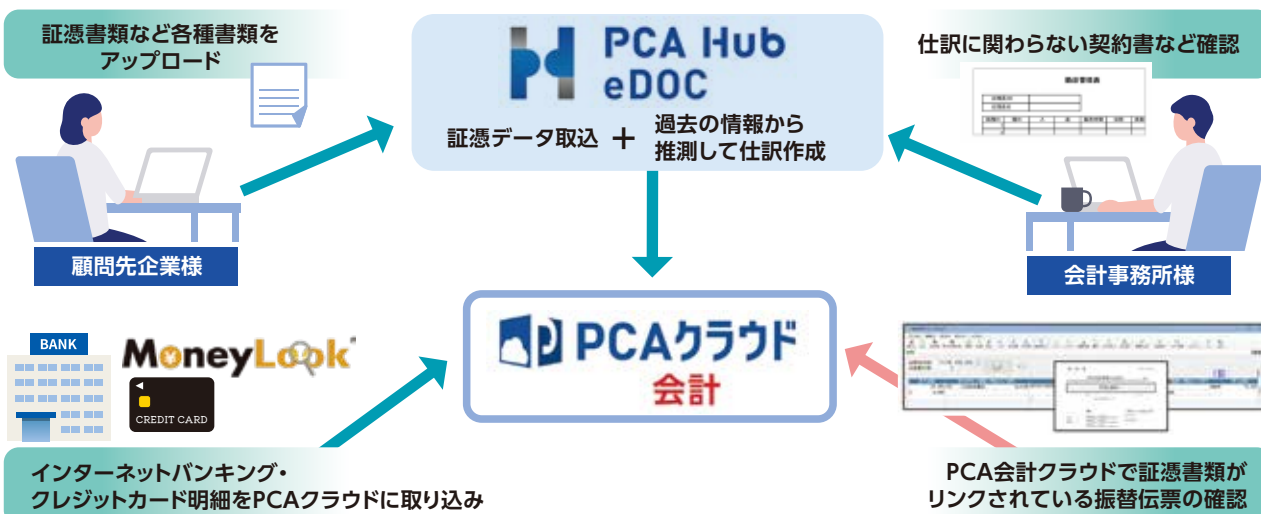 証憑書類など各種書類を
アップロード
PCA Hub
eDOC
証憑データ取込 + 過去の情報から
推測して仕訳作成
仕訳に関わらない契約書など確認
顧問先企業様
会計事務所様
BANK
MoneyLook
CREDIT CARD
PCAクラウド
会計
インターネットバンキング・
クレジットカード明細をPCAクラウドに取り込み
PCA会計クラウドで証憑書類が
リンクされている振替伝票の確認